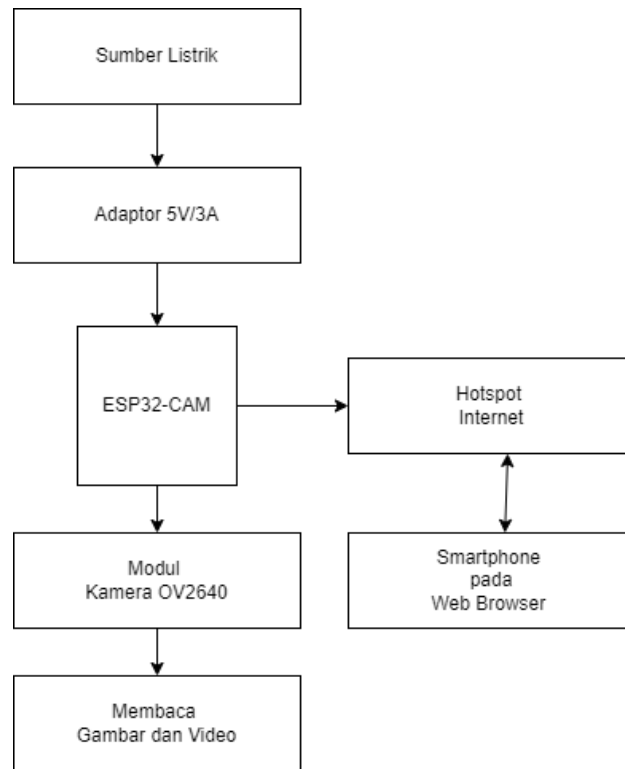 Sumber Listrik
Adaptor 5V/3A
ESP32-CAM
Hotspot
Internet
Modul
Kamera OV2640
Smartphone
pada
Web Browser
Membaca
Gambar dan Video